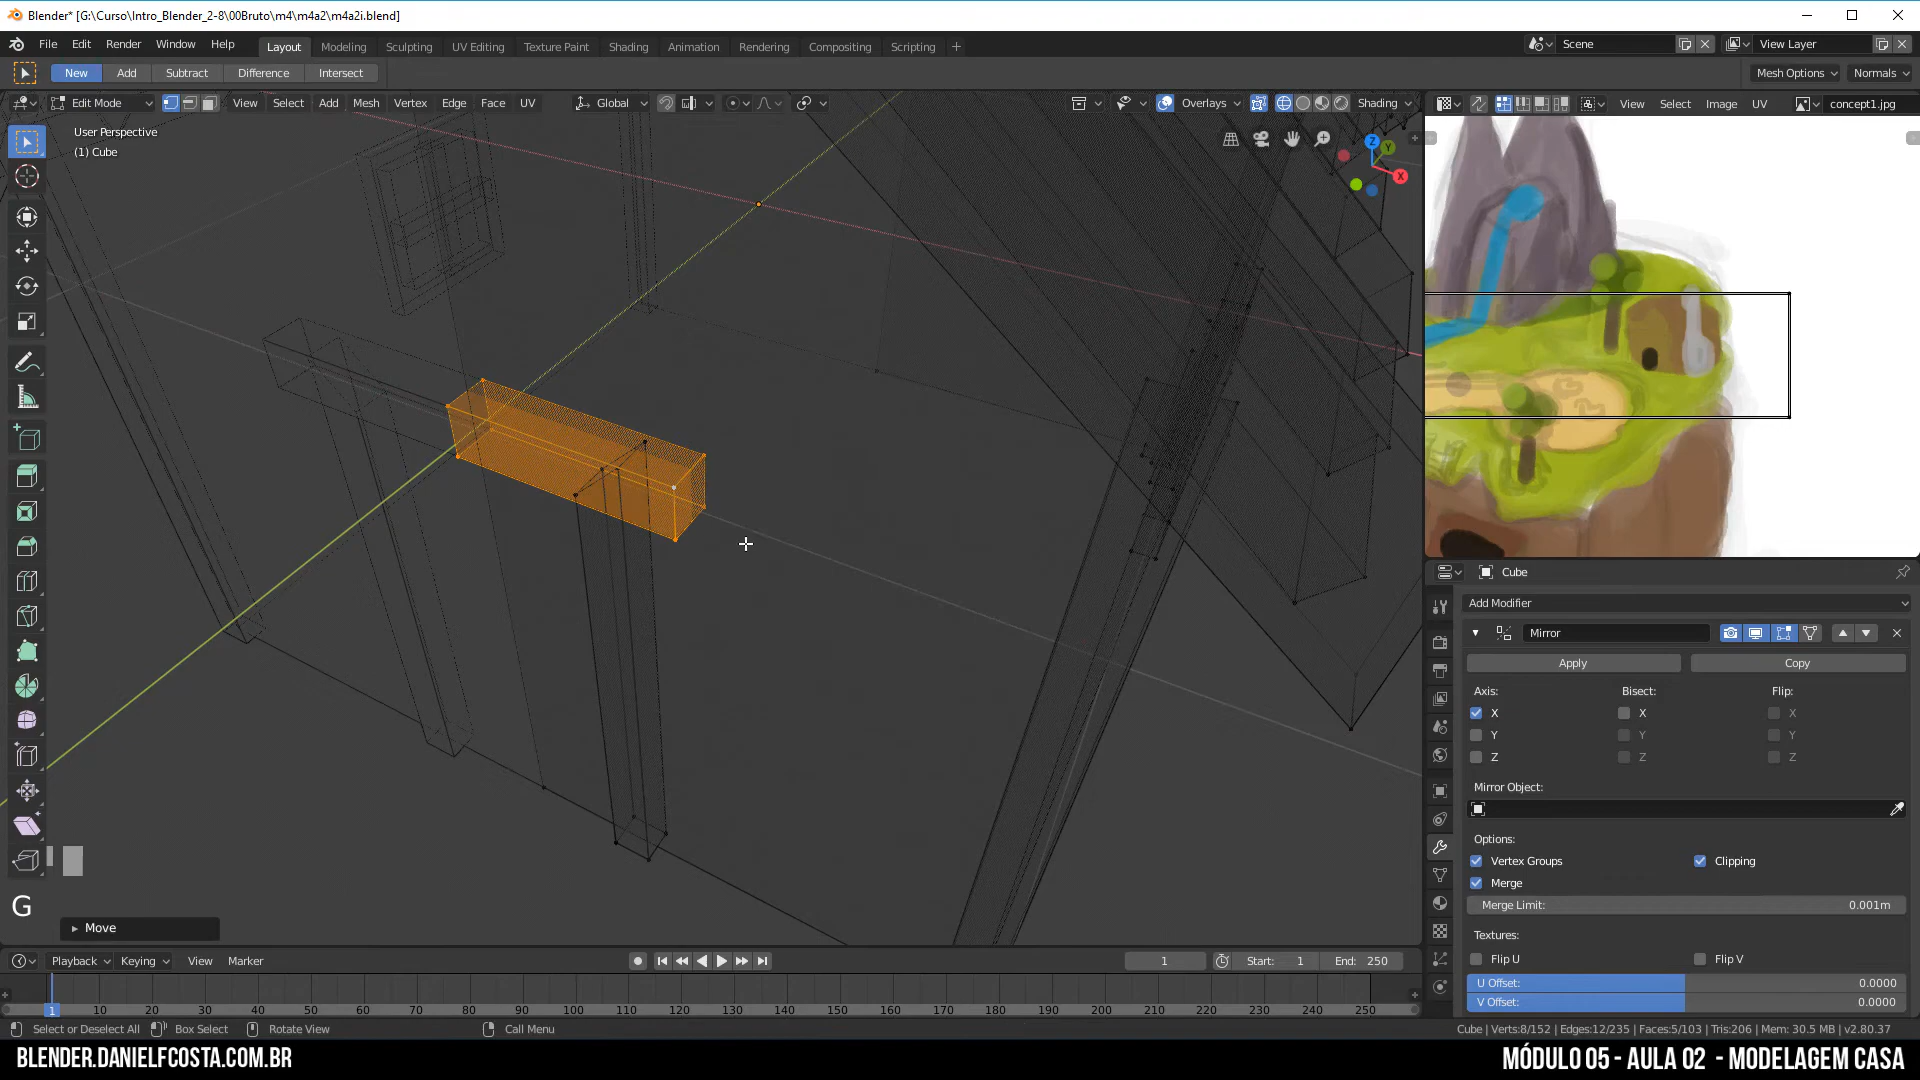 Blender* [G:\Curso\Intro_Blender_2-8\00Bruto\m4\m4a2\m4a2i.blend]
File Edit Render Window Help Layout Modeling Sculpting UV Editing Texture Paint Shading Animation Rendering Compositing Scripting Scene View Layer
New Add Subtract Difference Intersect Mesh Options Normals
Edit Mode View Select Add Mesh Vertex Edge Face UV Global Overlays Shading View Select Image UV concept1.jpg
User Perspective
(1) Cube
Z
Y
X
Cube
Add Modifier
Mirror
Apply Copy
Axis: Bisect: Flip:
X X X
Y Y Y
Z Z Z
Mirror Object:
Options:
Vertex Groups Clipping
Merge
Merge Limit: 0.001m
Textures:
Flip U Flip V
U Offset: 0.0000
V Offset: 0.0000
G
Move
Playback Keying View Marker 1 Start: 1 End: 250
1 10 20 30 40 50 60 70 80 90 100 110 120 130 140 150 160 170 180 190 200 210 220 230 240 250
Select or Deselect All Box Select Rotate View Call Menu Cube | Verts:8/152 | Edges:12/235 | Faces:5/103 | Tris:206 | Mem: 30.5 MB | v2.80.37
BLENDER.DANIELFCOSTA.COM.BR MÓDULO 05 - AULA 02 - MODELAGEM CASA